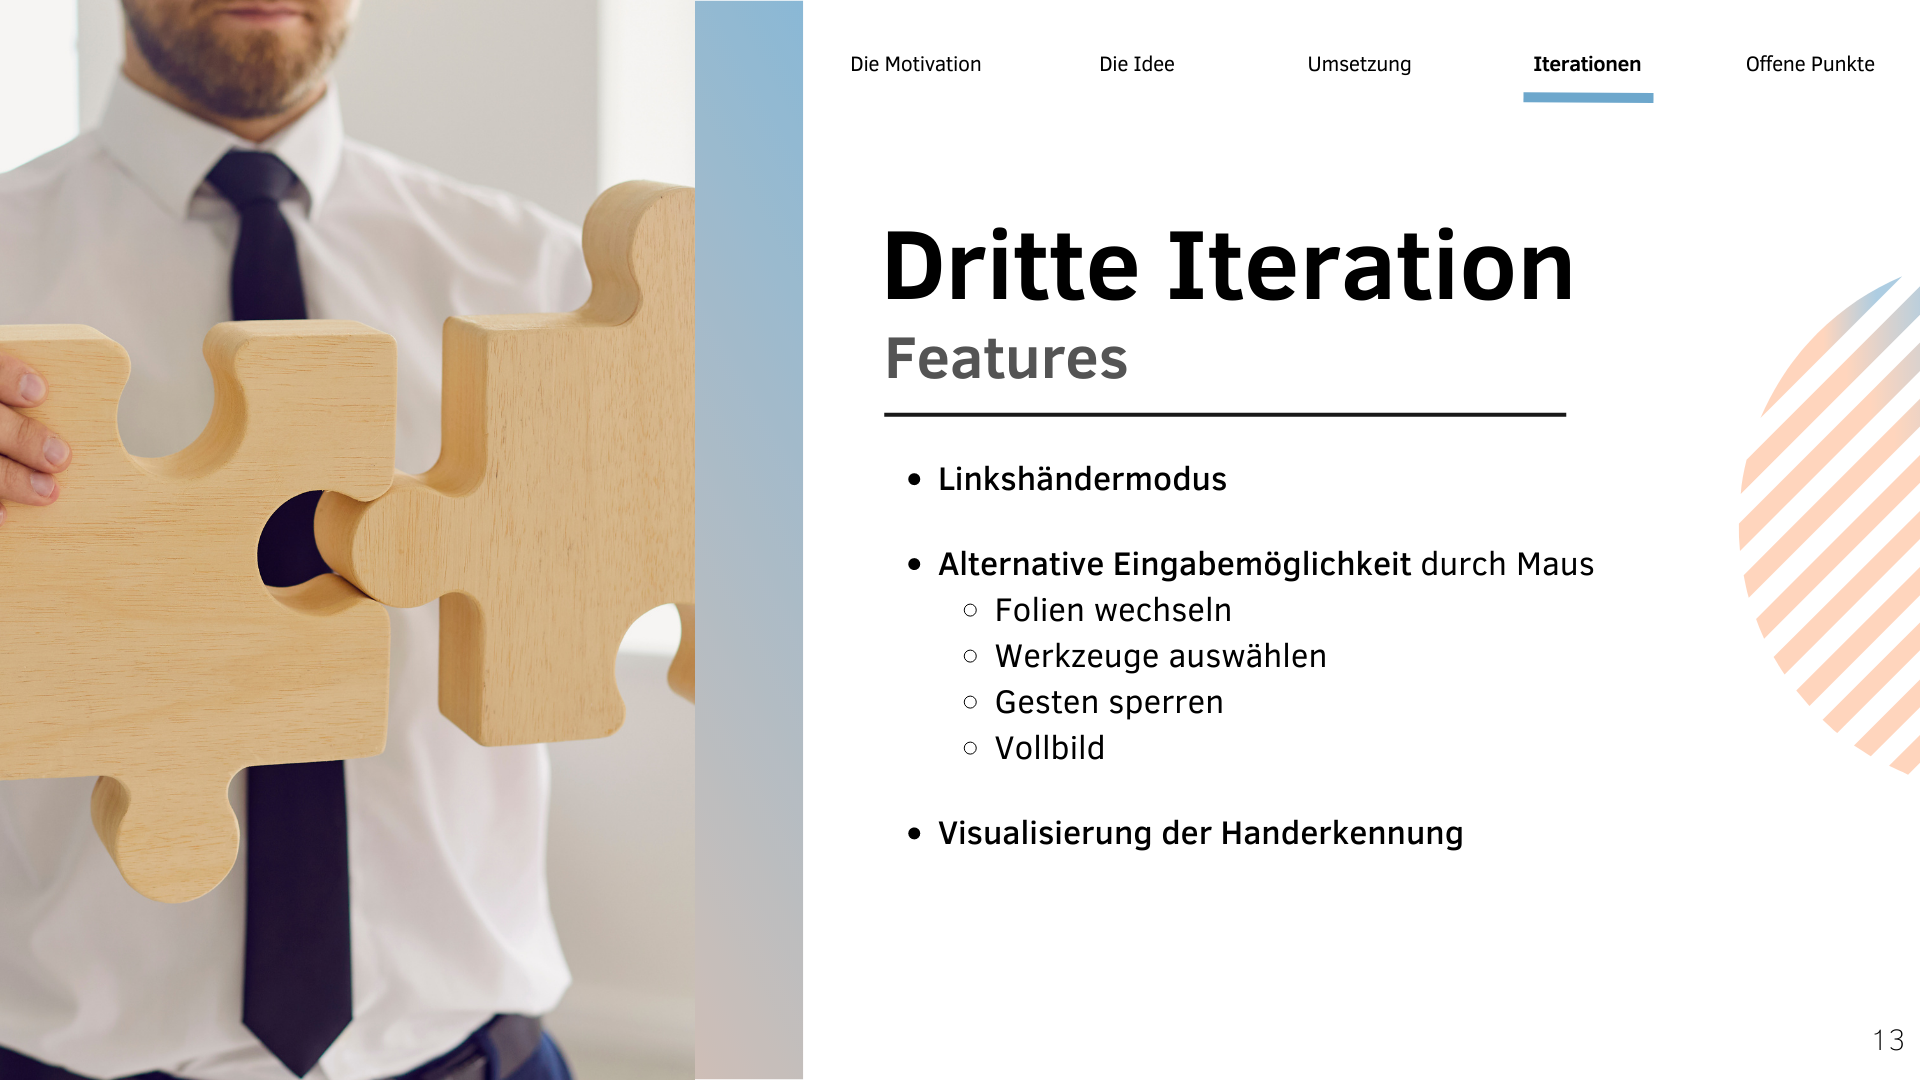 Die Motivation Die Idee Umsetzung Iterationen Offene Punkte
Dritte Iteration
Features
• Linkshändermodus
• Alternative Eingabemöglichkeit durch Maus
○ Folien wechseln
○ Werkzeuge auswählen
○ Gesten sperren
○ Vollbild
• Visualisierung der Handerkennung
13